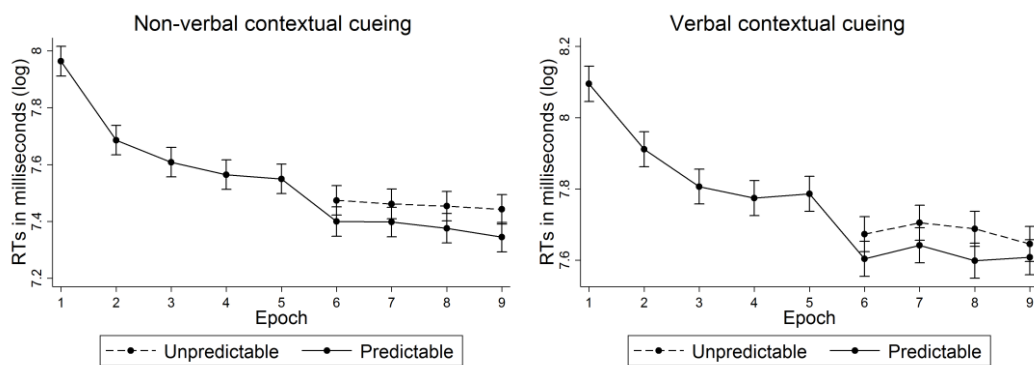 Non-verbal contextual cueing
RTs in milliseconds (log)
8
7.8
7.6
7.4
7.2
1 2 3 4 5 6 7 8 9
Epoch
Unpredictable Predictable
Verbal contextual cueing
RTs in milliseconds (log)
8.2
8
7.8
7.6
1 2 3 4 5 6 7 8 9
Epoch
Unpredictable Predictable